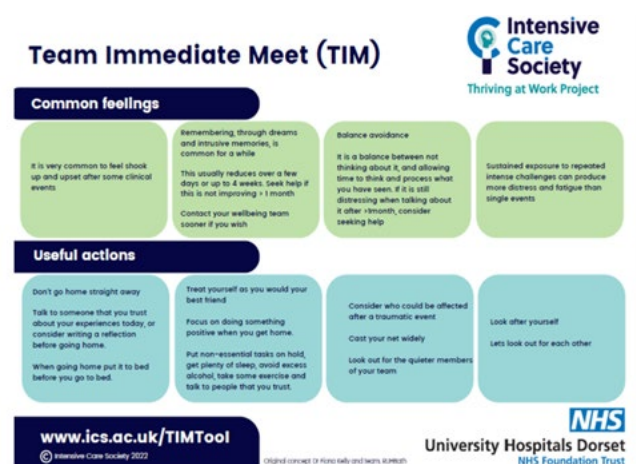 Team Immediate Meet (TIM)
Intensive
Care
Society
Thriving at Work Project
Common feelings
It is very common to feel shook
up and upset after some clinical
events
Remembering, through dreams
and intrusive memories, is
common for a while
This usually reduces over a few
days or up to 4 weeks. Seek help if
this is not improving > 1 month
Contact your wellbeing team
sooner if you wish
Balance avoidance
It is a balance between not
thinking about it, and allowing
time to think and process what
you have seen. If it is still
distressing when talking about
it after >1month, consider
seeking help
Sustained exposure to repeated
intense challenges can produce
more distress and fatigue than
single events
Useful actions
Don't go home straight away
Talk to someone that you trust
about your experiences today, or
consider writing a reflection
before going home.
When going home put it to bed
before you go to bed.
Treat yourself as you would your
best friend
Focus on doing something
positive when you get home.
Put non-essential tasks on hold,
get plenty of sleep, avoid excess
alcohol, take some exercise and
talk to people that you trust.
Consider who could be affected
after a traumatic event
Cast your net widely
Look out for the quieter members
of your team
Look after yourself
Lets look out for each other
www.ics.ac.uk/TIMTool
© Intensive Care Society 2022
Original concept Dr Fiona Kelly and team, RUHBath
NHS
University Hospitals Dorset
NHS Foundation Trust